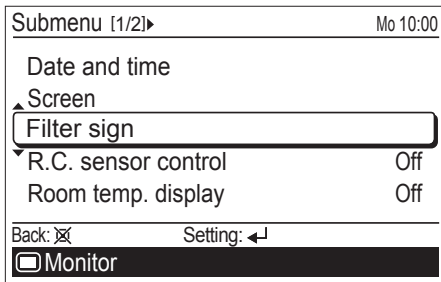 Submenu [1/2]▸ Mo 10:00
Date and time
Screen
Filter sign
R.C. sensor control Off
Room temp. display Off
Back: Setting:
Monitor